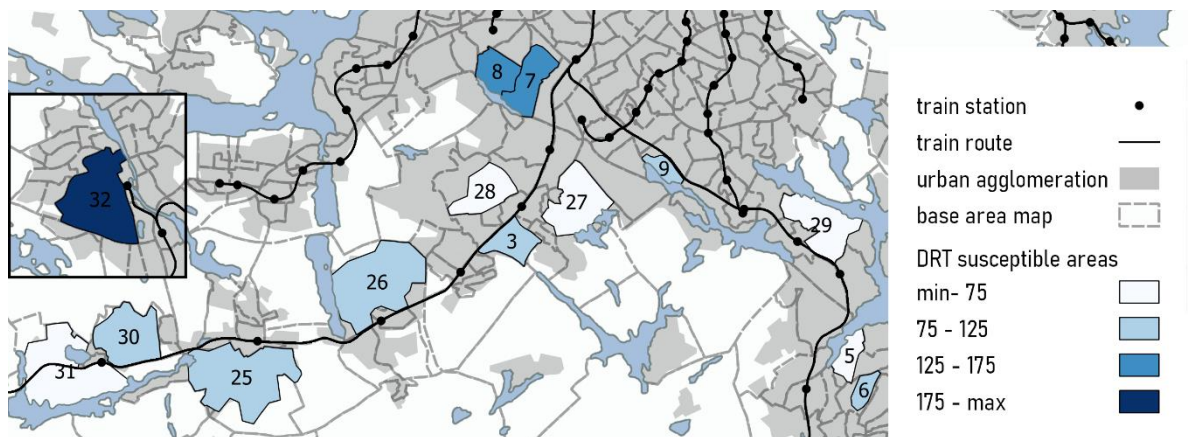 8
7
9
32
28
27
29
3
26
30
5
31
25
6
train station
train route
urban agglomeration
base area map
DRT susceptible areas
min- 75
75 - 125
125 - 175
175 - max